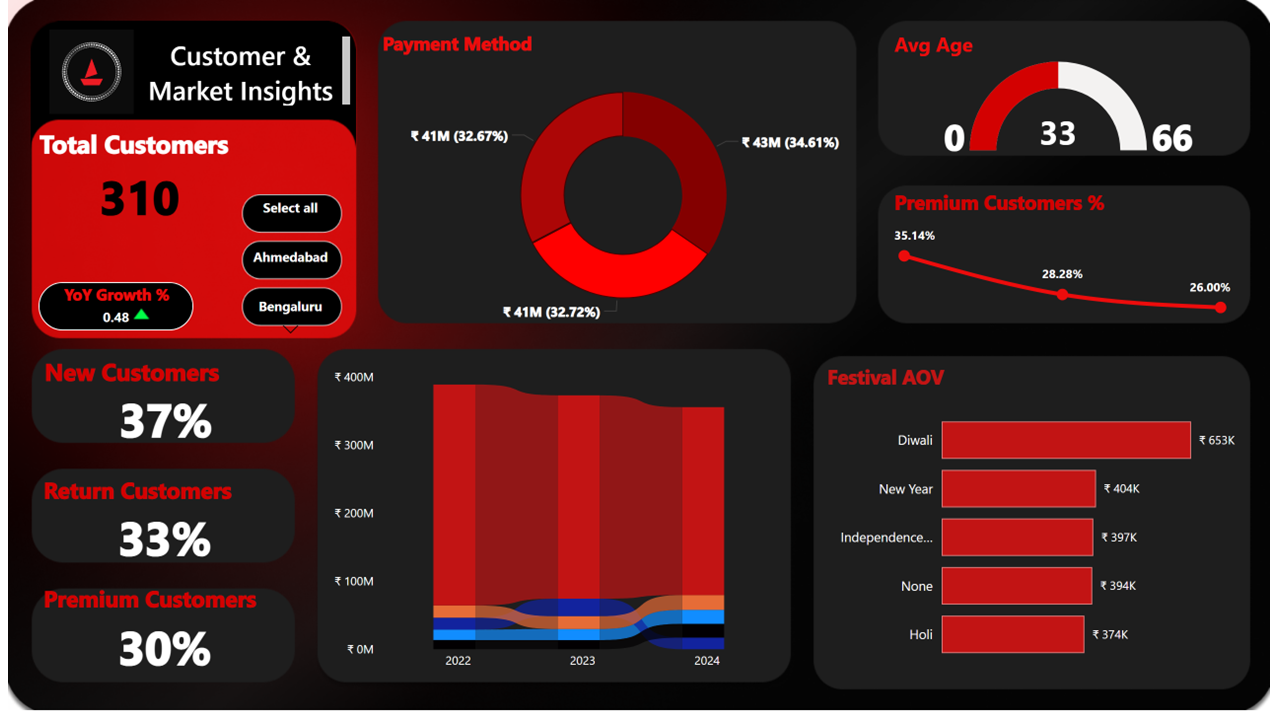 Customer &
Market Insights
Total Customers
310
Select all
Ahmedabad
Bengaluru
YoY Growth %
0.48
New Customers
37%
Return Customers
33%
Premium Customers
30%
Payment Method
₹ 41M (32.67%)
₹ 43M (34.61%)
₹ 41M (32.72%)
Avg Age
0
33
66
Premium Customers %
35.14%
28.28%
26.00%
₹ 400M
₹ 300M
₹ 200M
₹ 100M
₹ 0M
2022
2023
2024
Festival AOV
Diwali ₹ 653K
New Year ₹ 404K
Independence... ₹ 397K
None ₹ 394K
Holi ₹ 374K